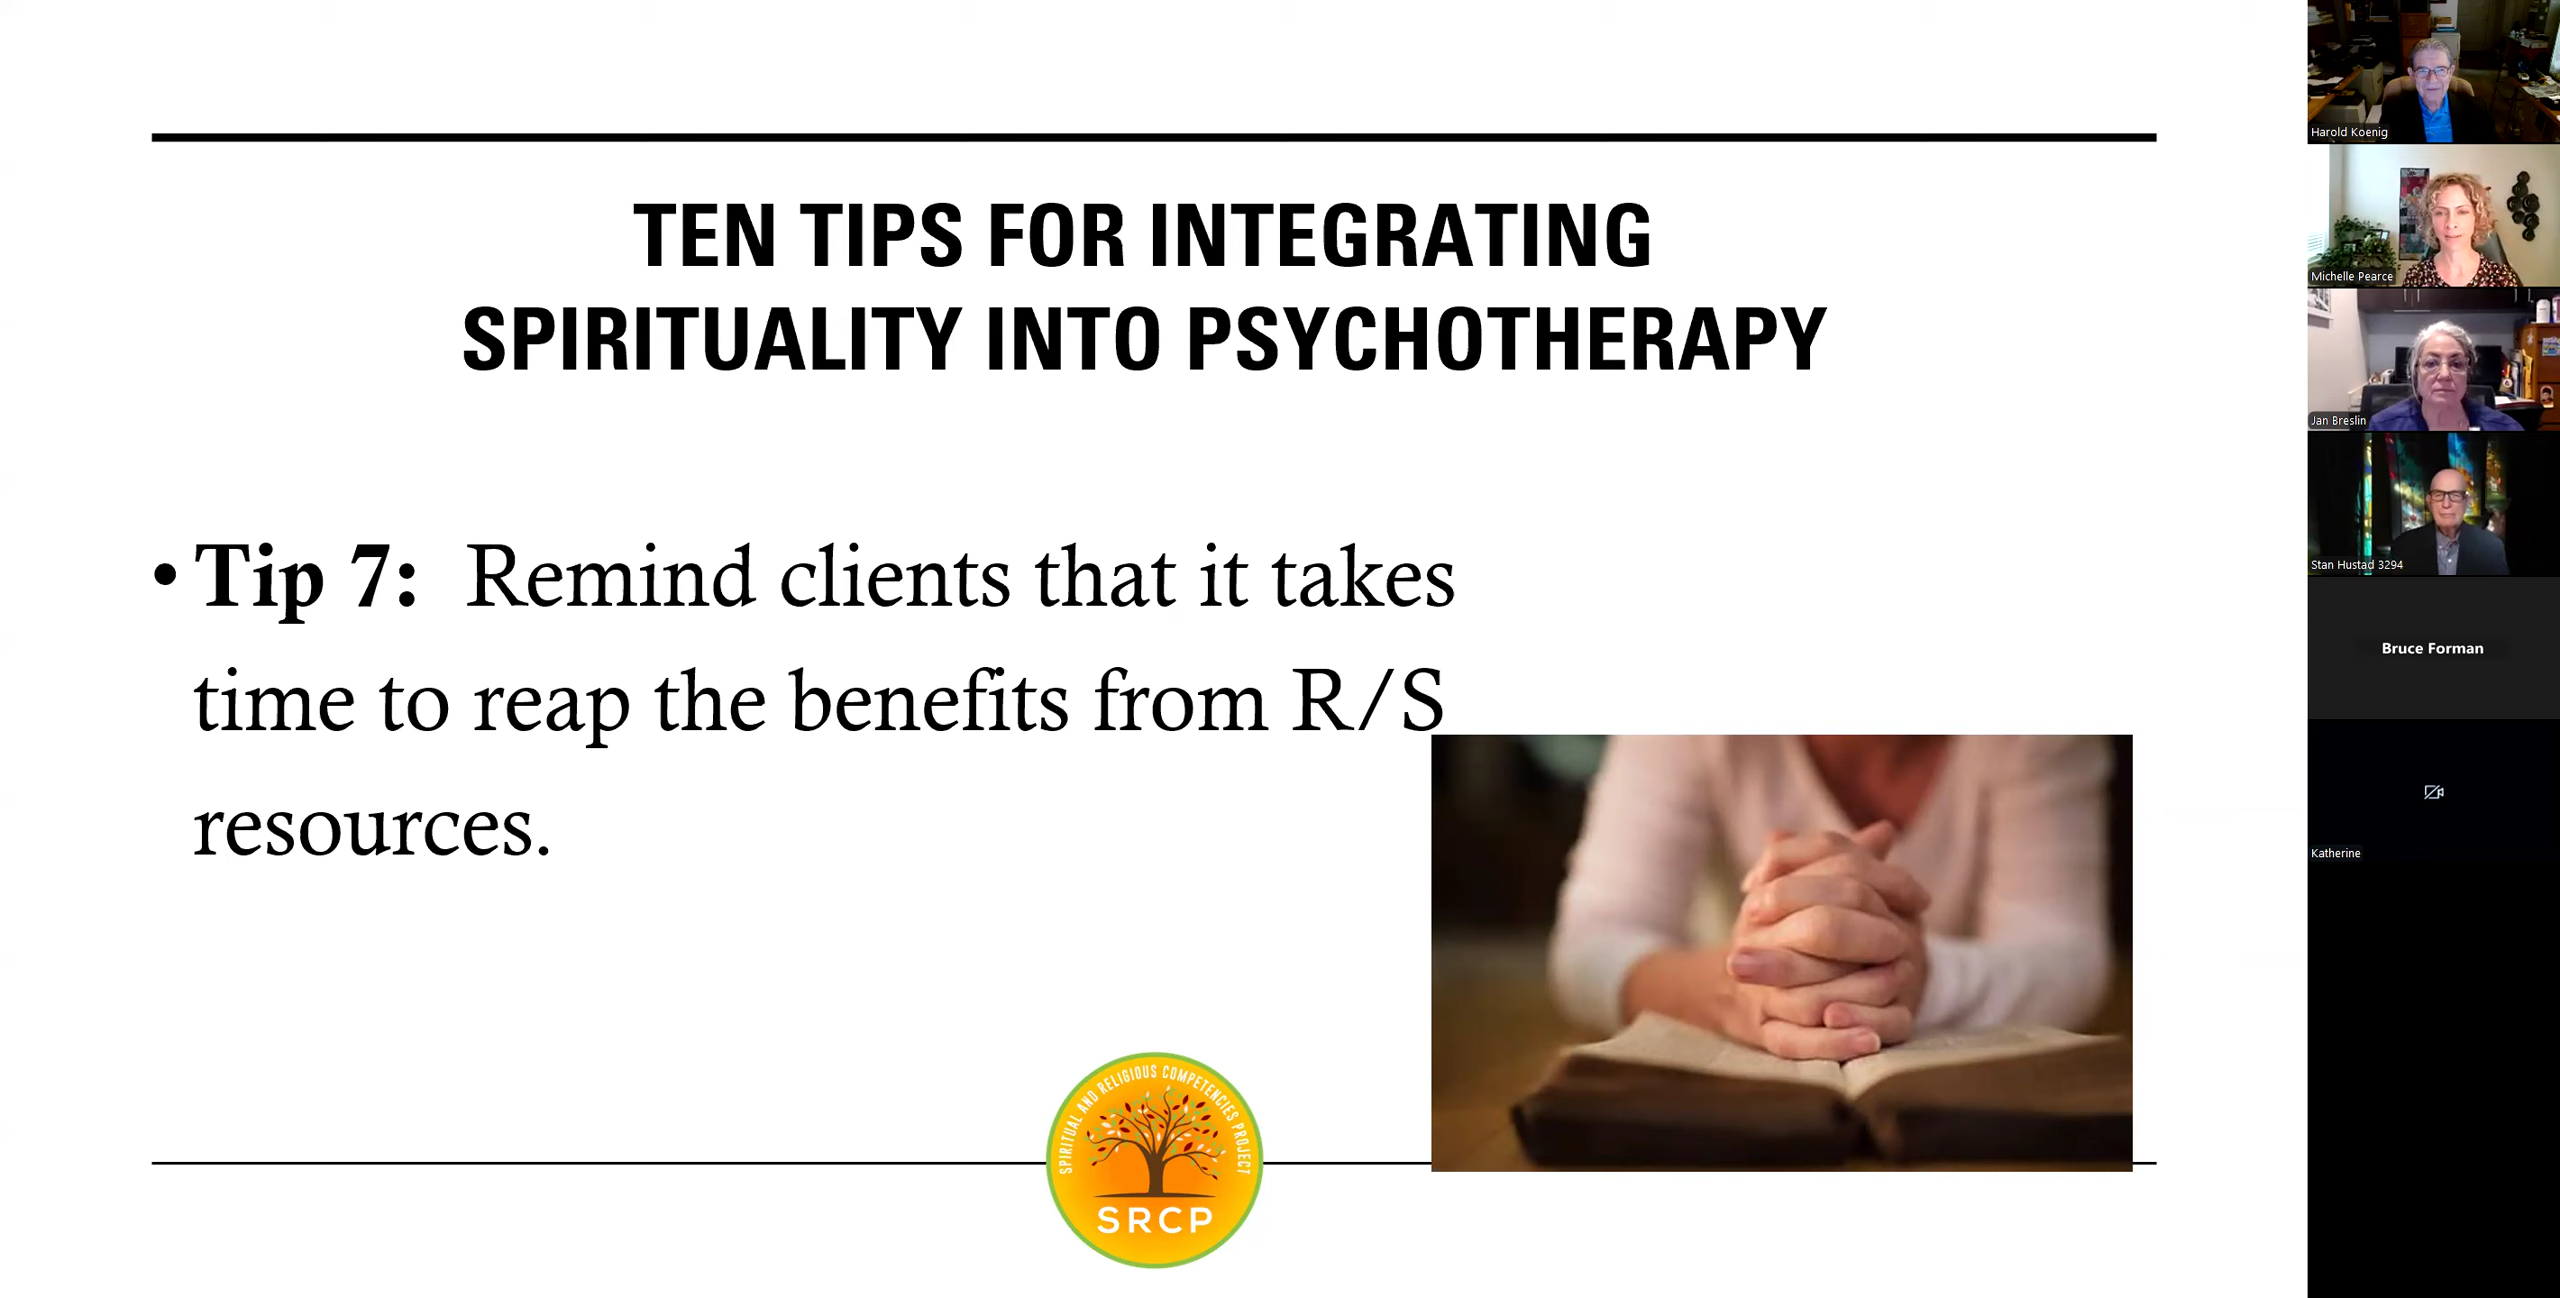 TEN TIPS FOR INTEGRATING
SPIRITUALITY INTO PSYCHOTHERAPY
• Tip 7: Remind clients that it takes
time to reap the benefits from R/S
resources.
SPIRITUAL AND RELIGIOUS COMPETENCIES PROJECT
SRCP
Harold Koenig
Michelle Pearce
Jan Breslin
Stan Hustad 3294
Bruce Forman
Katherine